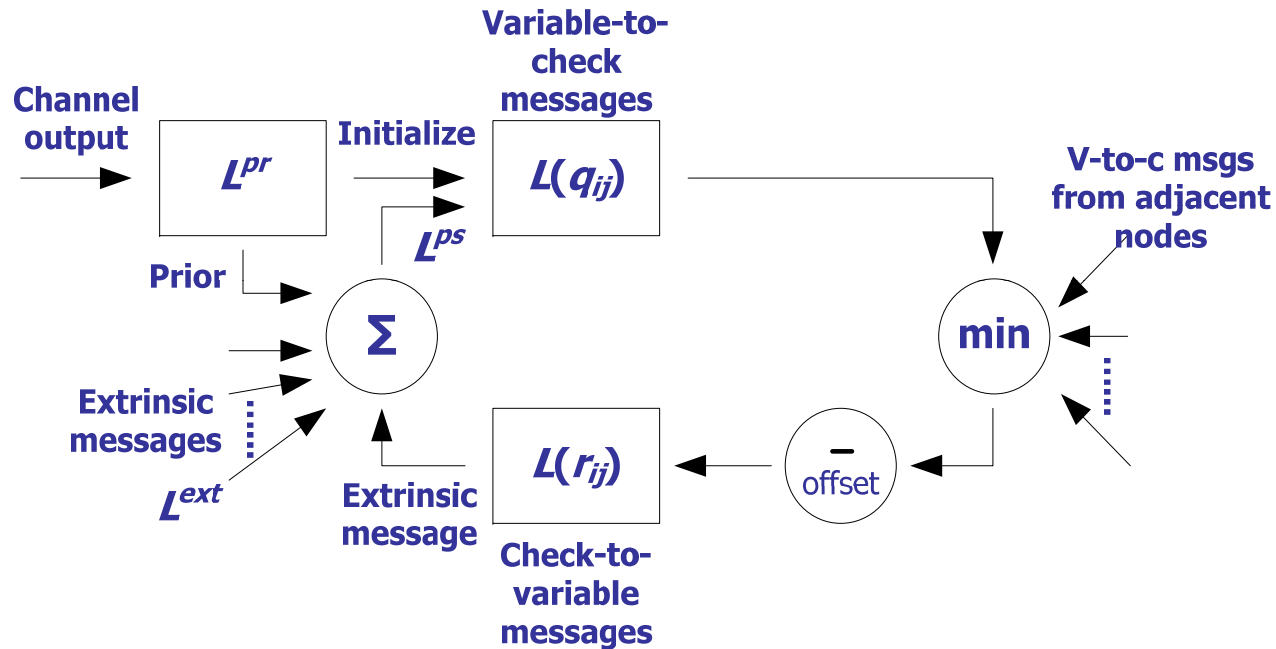 Variable-to-
check
messages
Channel
output
L^pr
Initialize
L(q_ij)
V-to-c msgs
from adjacent
nodes
L^ps
Prior
Σ
min
Extrinsic
messages
L^ext
Extrinsic
message
L(r_ij)
–
offset
Check-to-
variable
messages